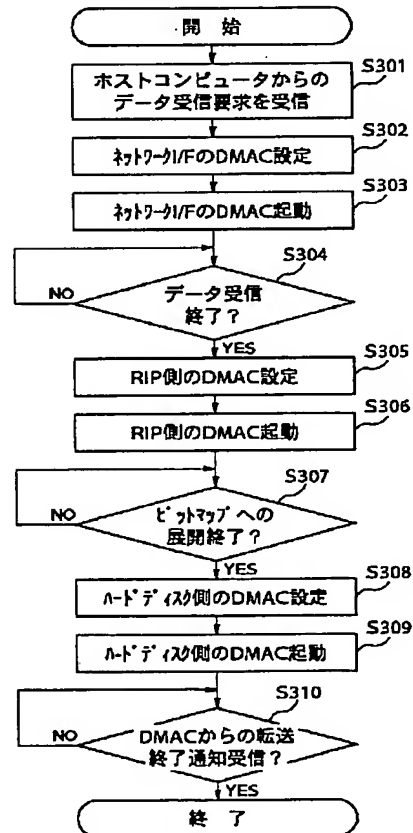 開 始
S301
ホストコンピュータからの
データ受信要求を受信
S302
ネットワークI/FのDMAC設定
S303
ネットワークI/FのDMAC起動
S304
データ受信
終了?
NO
YES
S305
RIP側のDMAC設定
S306
RIP側のDMAC起動
S307
ビットマップへの
展開終了?
NO
YES
S308
ハードディスク側のDMAC設定
S309
ハードディスク側のDMAC起動
S310
DMACからの転送
終了通知受信?
NO
YES
終 了